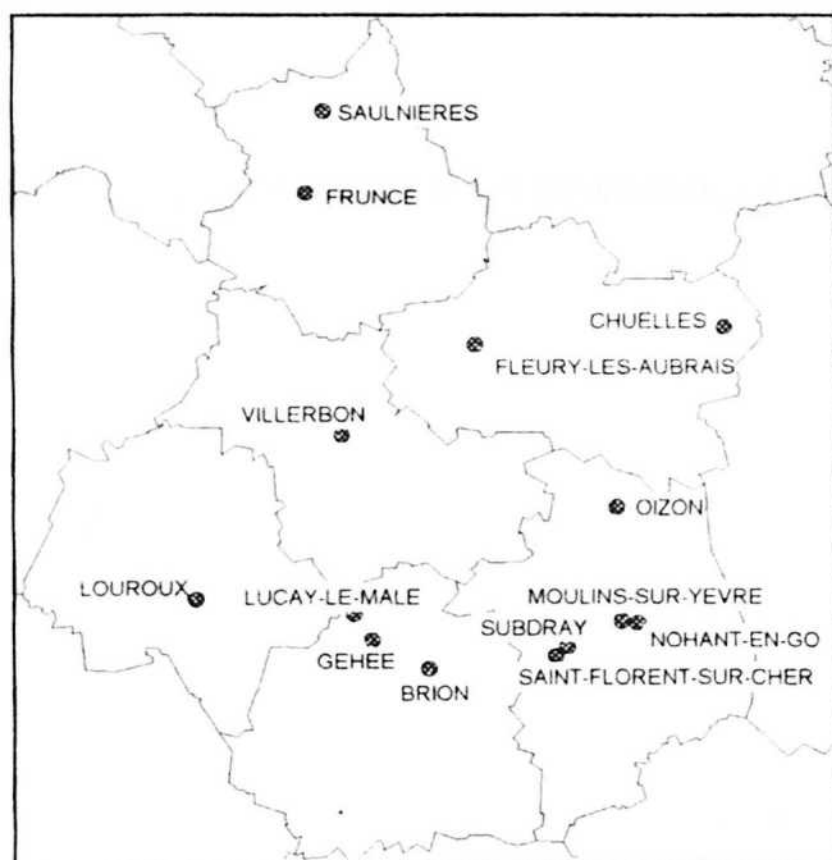 SAULNIERES
FRUNCE
CHUELLES
FLEURY-LES-AUBRAIS
VILLERBON
OIZON
LOUROUX
LUCAY-LE-MALE
MOULINS-SUR-YEVRE
SUBDRAY
NOHANT-EN-GO
GEHEE
SAINT-FLORENT-SUR-CHER
BRION